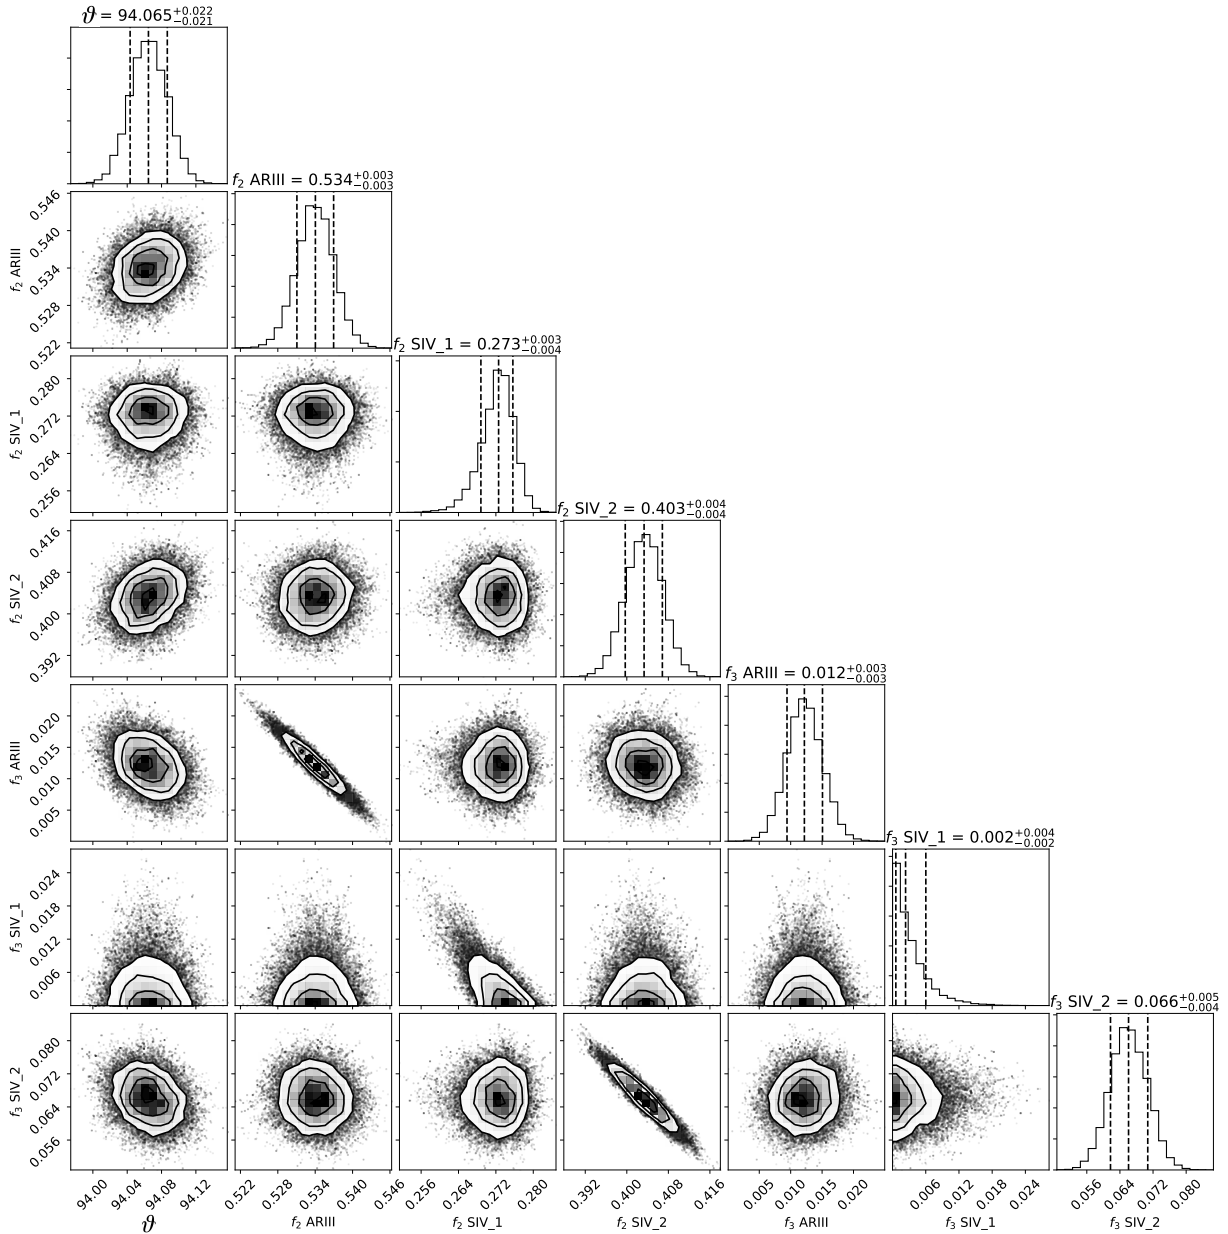 ϑ = 94.065+0.022 −0.021
f2 ARIII = 0.534+0.003 −0.003
f2 SIV_1 = 0.273+0.003 −0.004
f2 SIV_2 = 0.403+0.004 −0.004
f3 ARIII = 0.012+0.003 −0.003
f3 SIV_1 = 0.002+0.004 −0.002
f3 SIV_2 = 0.066+0.005 −0.004
f2 ARIII
0.546
0.540
0.534
0.528
0.522
f2 SIV_1
0.280
0.272
0.264
0.256
f2 SIV_2
0.416
0.408
0.400
0.392
f3 ARIII
0.020
0.015
0.010
0.005
f3 SIV_1
0.024
0.018
0.012
0.006
f3 SIV_2
0.080
0.072
0.064
0.056
94.00 94.04 94.08 94.12
ϑ
0.522 0.528 0.534 0.540 0.546
f2 ARIII
0.256 0.264 0.272 0.280
f2 SIV_1
0.392 0.400 0.408 0.416
f2 SIV_2
0.005 0.010 0.015 0.020
f3 ARIII
0.006 0.012 0.018 0.024
f3 SIV_1
0.056 0.064 0.072 0.080
f3 SIV_2